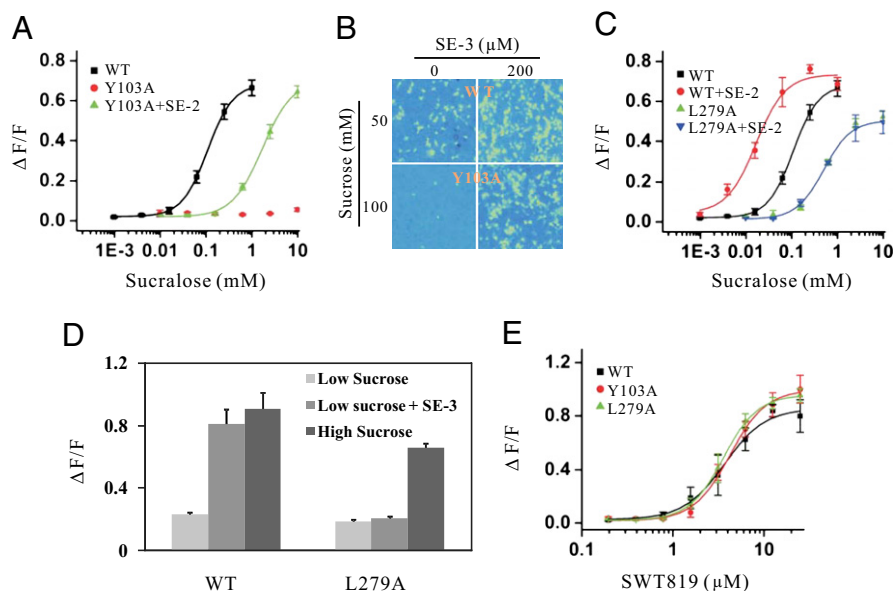 A
WT
Y103A
Y103A+SE-2
0.8
0.6
0.4
0.2
0.0
ΔF/F
1E-3 0.01 0.1 1 10
Sucralose (mM)
B
SE-3 (μM)
0 200
Sucrose (mM)
50
100
WT
Y103A
C
WT
WT+SE-2
L279A
L279A+SE-2
0.8
0.6
0.4
0.2
0.0
ΔF/F
1E-3 0.01 0.1 1 10
Sucralose (mM)
D
1.2
0.8
0.4
0
ΔF/F
Low Sucrose
Low sucrose + SE-3
High Sucrose
WT L279A
E
WT
Y103A
L279A
1.2
0.8
0.4
0.0
ΔF/F
0.1 1 10
SWT819 (μM)